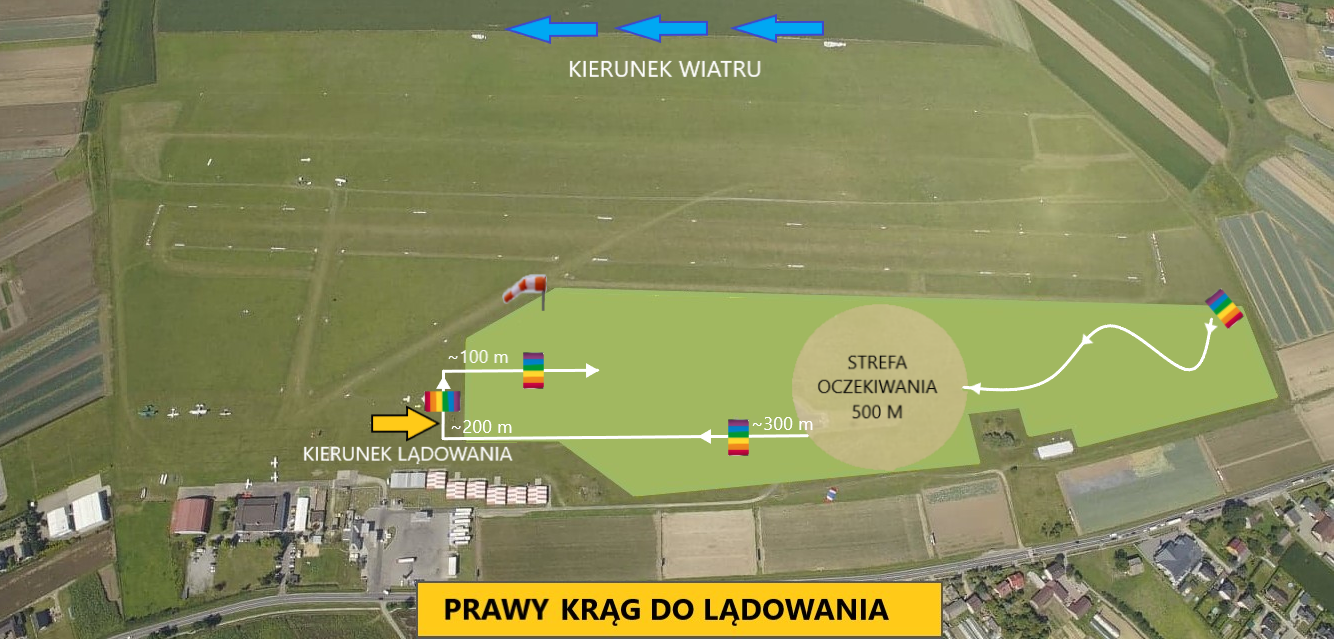 KIERUNEK WIATRU
~100 m
STREFA
OCZEKIWANIA
500 M
~200 m
~300 m
KIERUNEK LĄDOWANIA
PRAWY KRĄG DO LĄDOWANIA